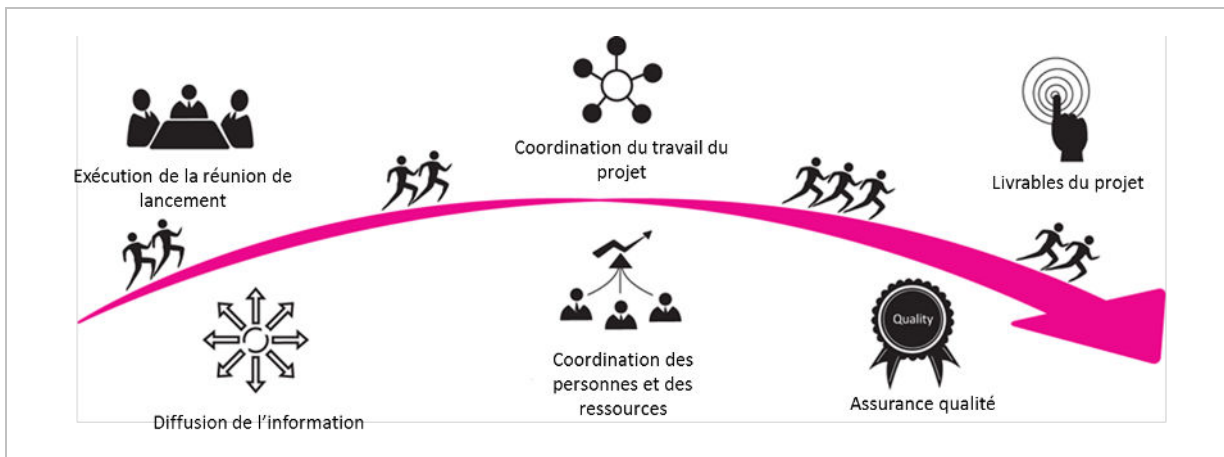 Exécution de la réunion de
lancement
Diffusion de l’information
Coordination du travail du
projet
Coordination des
personnes et des
ressources
Quality
Assurance qualité
Livrables du projet